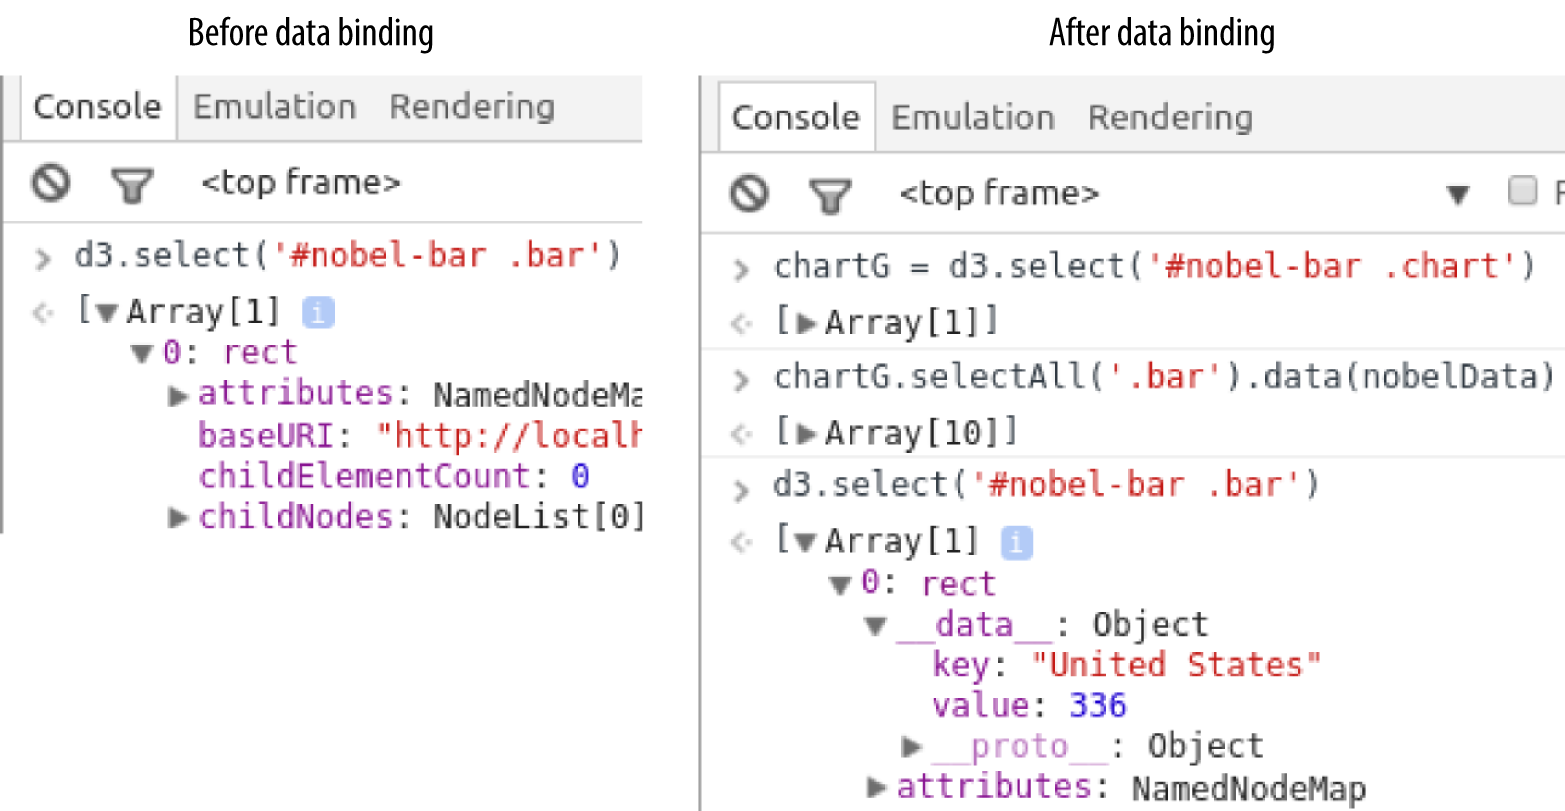 Before data binding
Console Emulation Rendering
<top frame>
d3.select('#nobel-bar .bar')
[▼Array[1] i
▼0: rect
▶attributes: NamedNodeMa
baseURI: "http://localh
childElementCount: 0
▶childNodes: NodeList[0]
After data binding
Console Emulation Rendering
<top frame> ▼
> chartG = d3.select('#nobel-bar .chart')
[▶Array[1]]
> chartG.selectAll('.bar').data(nobelData)
[▶Array[10]]
> d3.select('#nobel-bar .bar')
[▼Array[1] i
▼0: rect
▼__data__: Object
key: "United States"
value: 336
▶__proto__: Object
▶attributes: NamedNodeMap